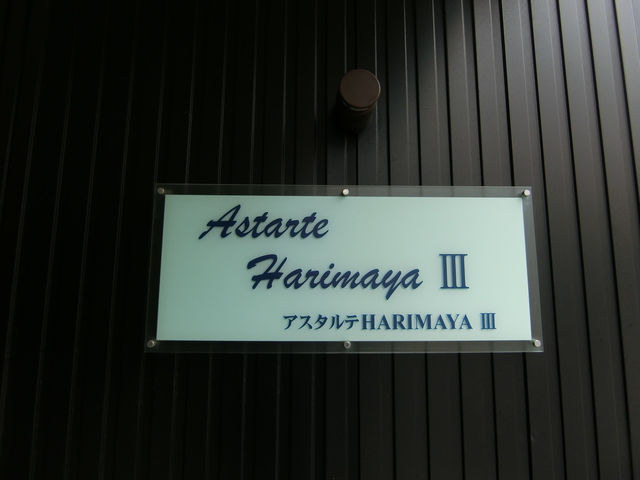 Astarte
Harimaya Ⅲ
アスタルテHARIMAYA Ⅲ